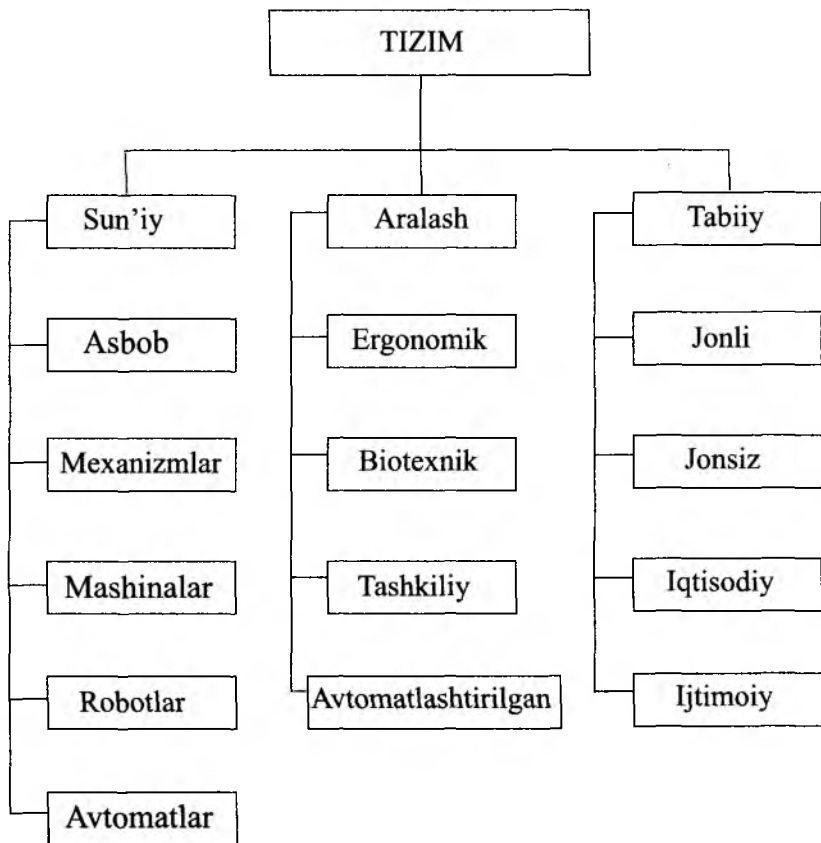 TIZIM
Sun’iy
Aralash
Tabiiy
Asbob
Ergonomik
Jonli
Mexanizmlar
Biotexnik
Jonsiz
Mashinalar
Tashkiliy
Iqtisodiy
Robotlar
Avtomatlashtirilgan
Ijtimoiy
Avtomatlar